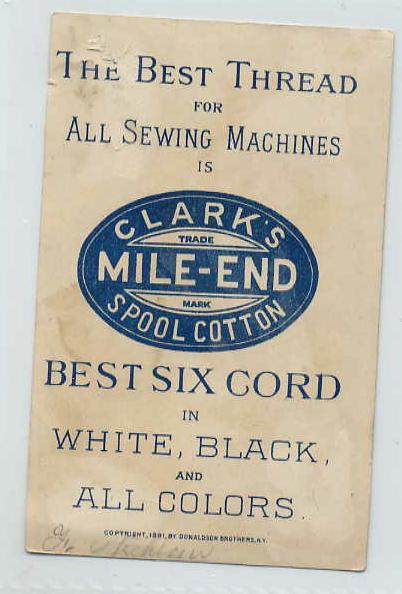 THE BEST THREAD
FOR
ALL SEWING MACHINES
IS
CLARK'S
TRADE
MILE-END
MARK
SPOOL COTTON
BEST SIX CORD
IN
WHITE, BLACK,
AND
ALL COLORS.
COPYRIGHT, 1881, BY DONALDSON BROTHERS, N.Y.